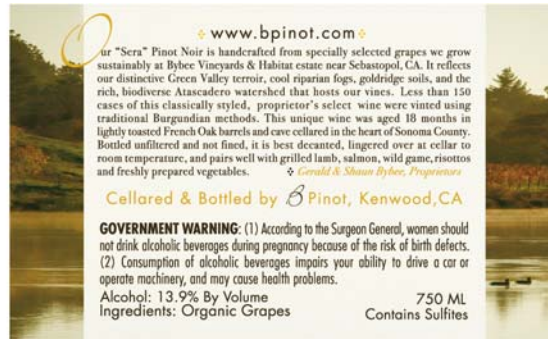 www.bpinot.com
Our "Sera" Pinot Noir is handcrafted from specially selected grapes we grow
sustainably at Bybee Vineyards & Habitat estate near Sebastopol, CA. It reflects
our distinctive Green Valley terroir, cool riparian fogs, goldridge soils, and the
rich, biodiverse Atascadero watershed that hosts our vines. Less than 150
cases of this classically styled, proprietor's select wine were vinted using
traditional Burgundian methods. This unique wine was aged 18 months in
lightly toasted French Oak barrels and cave cellared in the heart of Sonoma County.
Bottled unfiltered and not fined, it is best decanted, lingered over at cellar to
room temperature, and pairs well with grilled lamb, salmon, wild game, risottos
and freshly prepared vegetables. Gerald & Shaun Bybee, Proprietors
Cellared & Bottled by B Pinot, Kenwood, CA
GOVERNMENT WARNING: (1) According to the Surgeon General, women should
not drink alcoholic beverages during pregnancy because of the risk of birth defects.
(2) Consumption of alcoholic beverages impairs your ability to drive a car or
operate machinery, and may cause health problems.
Alcohol: 13.9% By Volume
Ingredients: Organic Grapes
750 ML
Contains Sulfites